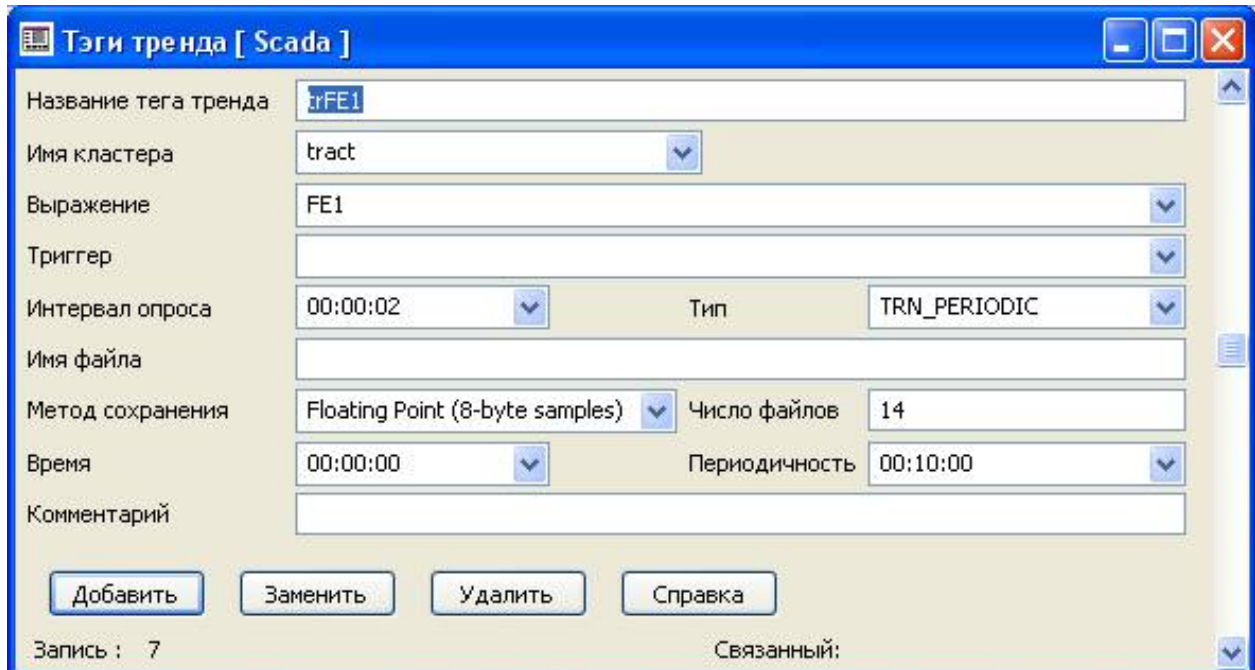 Тэги тренда [ Scada ]
Название тега тренда trFE1
Имя кластера tract
Выражение FE1
Триггер
Интервал опроса 00:00:02 Тип TRN_PERIODIC
Имя файла
Метод сохранения Floating Point (8-byte samples) Число файлов 14
Время 00:00:00 Периодичность 00:10:00
Комментарий
Добавить Заменить Удалить Справка
Запись : 7 Связанный: